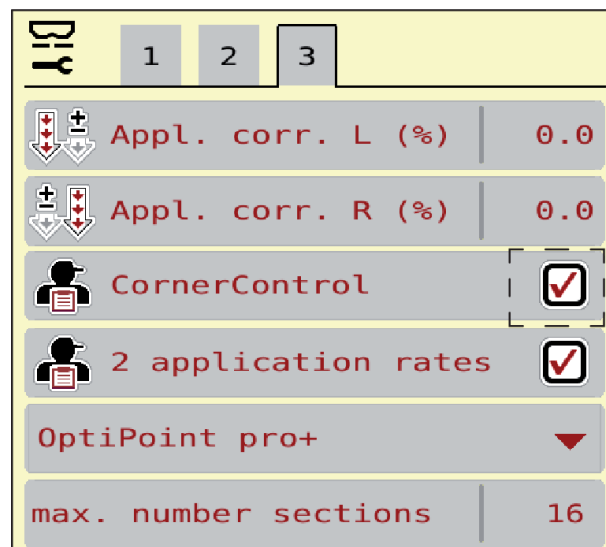 1 2 3
Appl. corr. L (%) 0.0
Appl. corr. R (%) 0.0
CornerControl
2 application rates
OptiPoint pro+
max. number sections 16